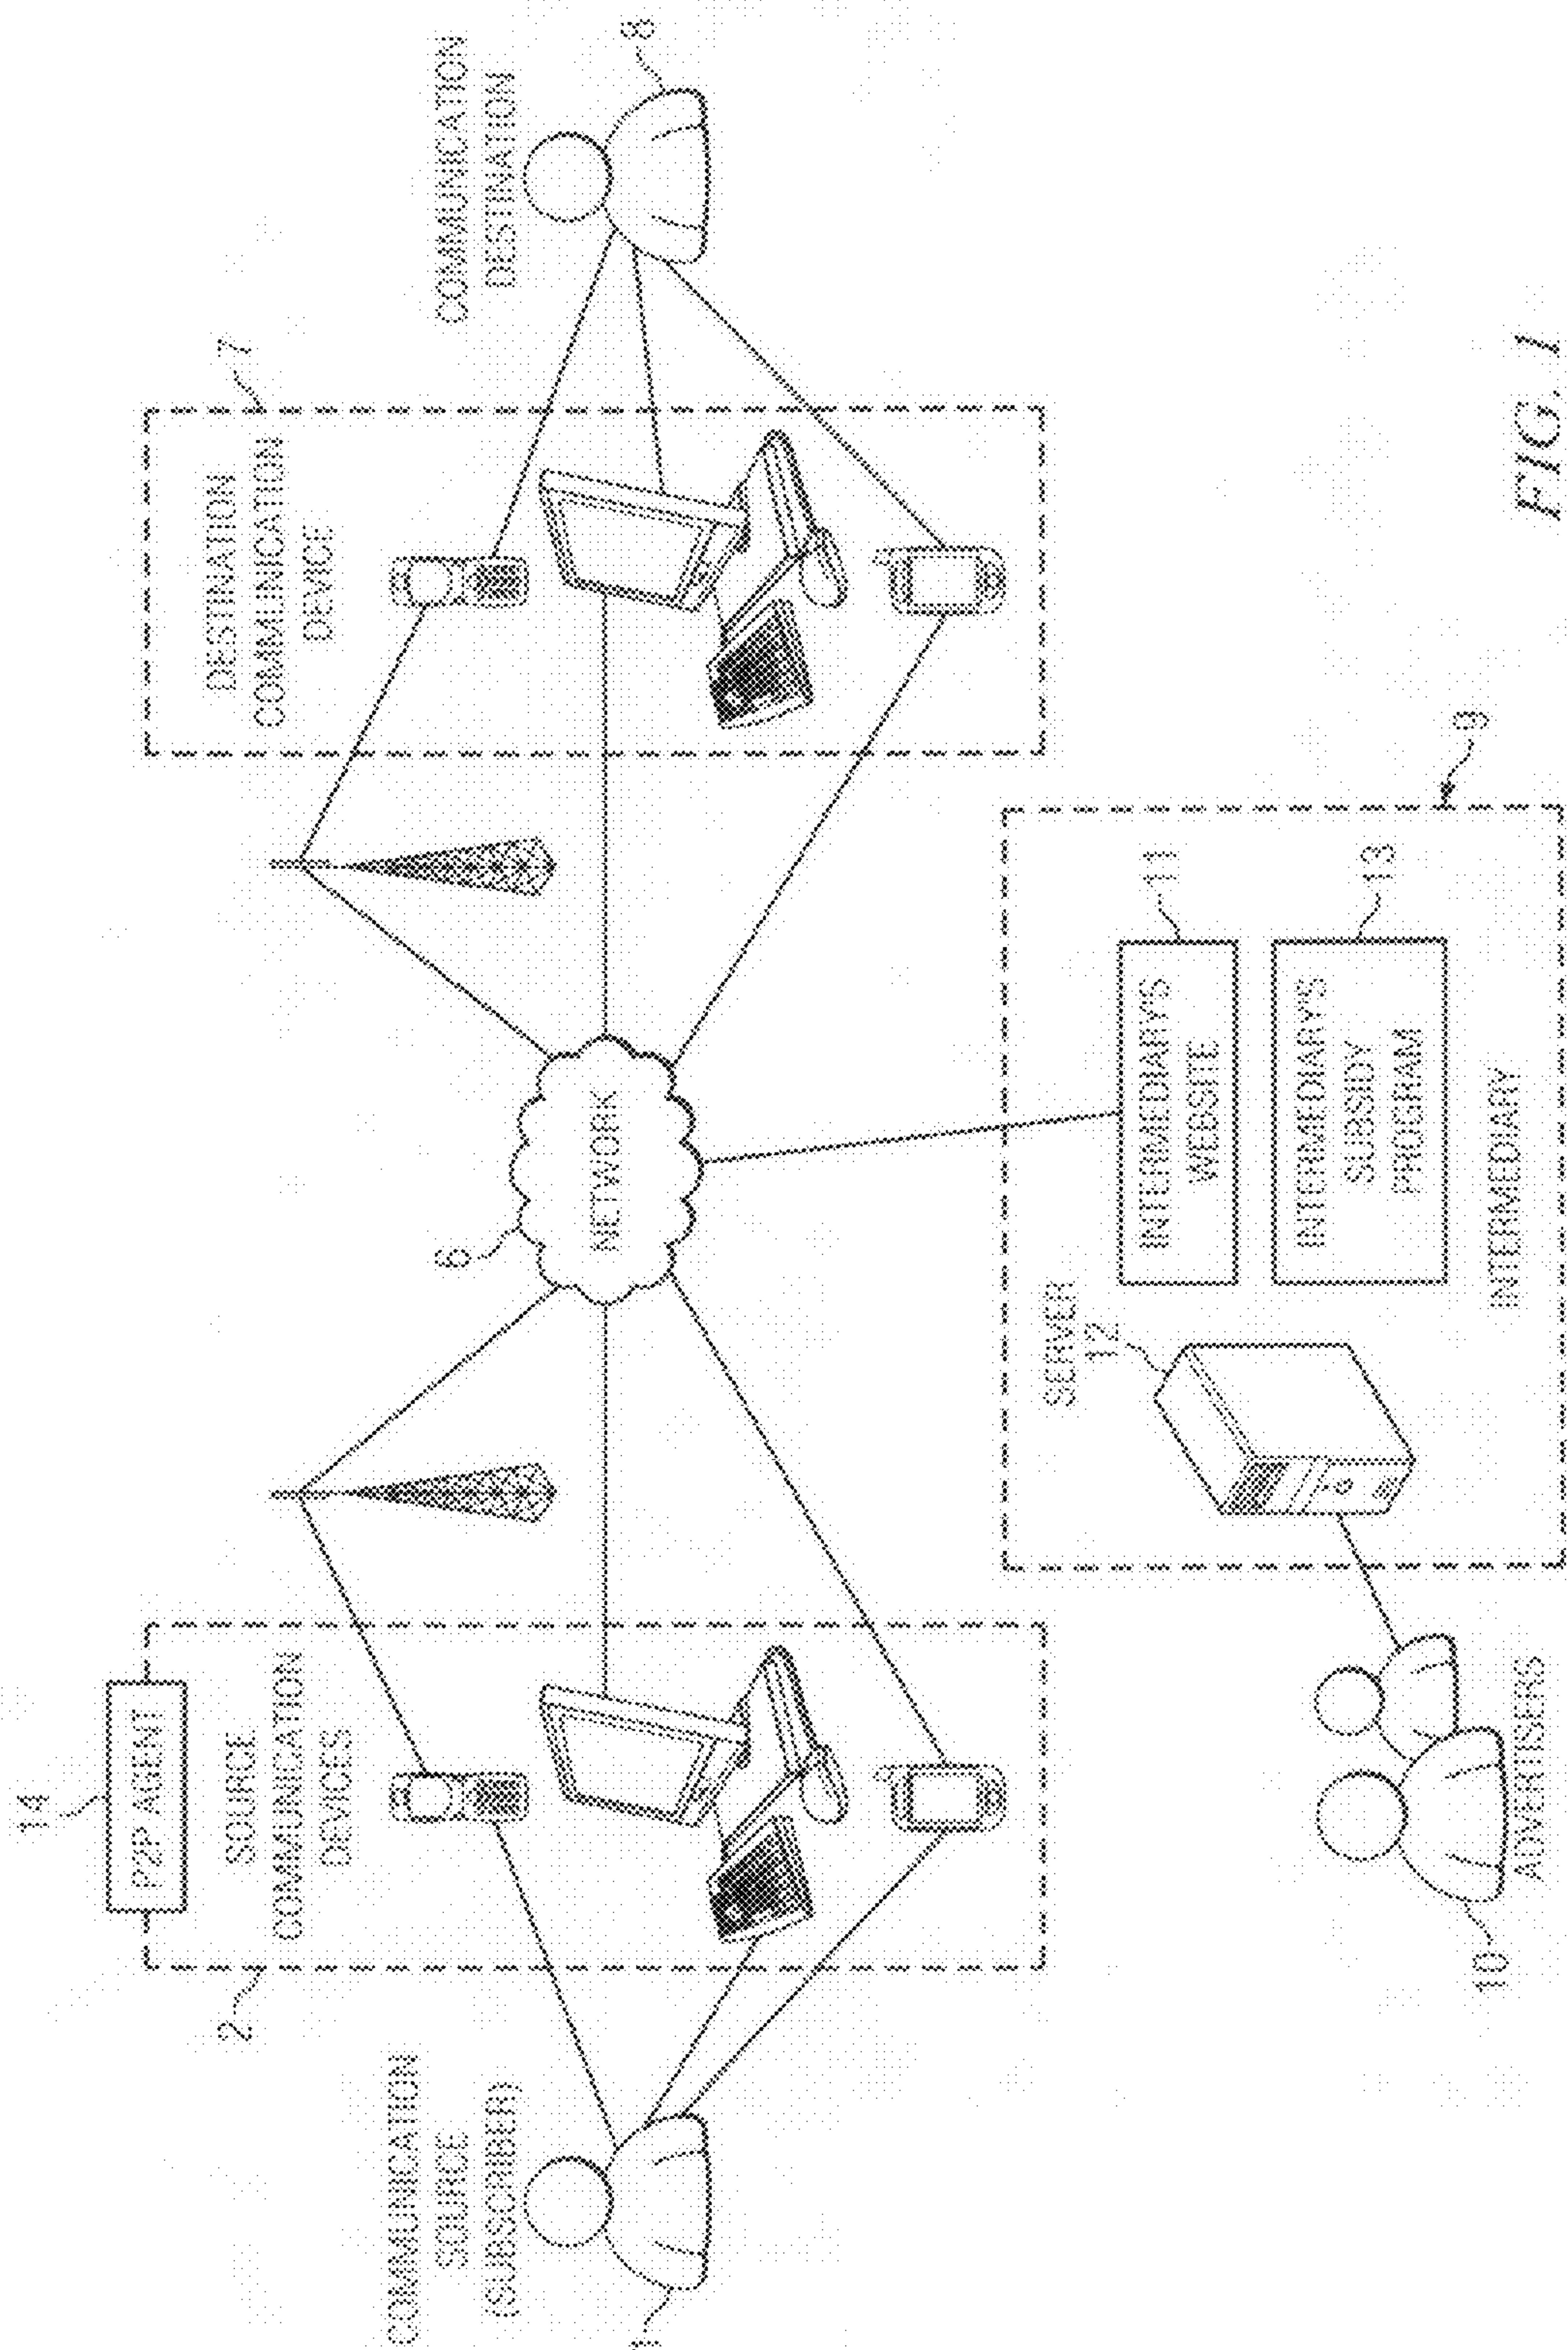 14
P2P AGENT
2
SOURCE
COMMUNICATION
DEVICES
COMMUNICATION
SOURCE
(SUBSCRIBER)
1
6
NETWORK
7
DESTINATION
COMMUNICATION
DEVICE
COMMUNICATION
DESTINATION
8
10
ADVERTISERS
SERVER
12
INTERMEDIARY'S
WEBSITE
11
INTERMEDIARY'S
SUBSIDY
PROGRAM
13
INTERMEDIARY
9
FIG. 1